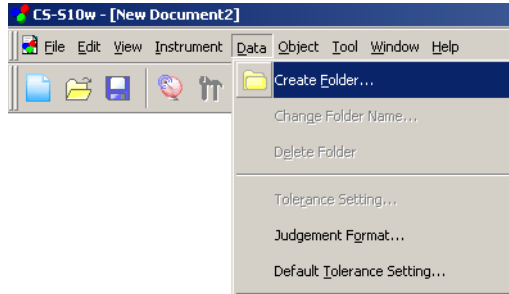 CS-S10w - [New Document2]
File Edit View Instrument Data Object Tool Window Help
Create Folder...
Change Folder Name...
Delete Folder
Tolerance Setting...
Judgement Format...
Default Tolerance Setting...